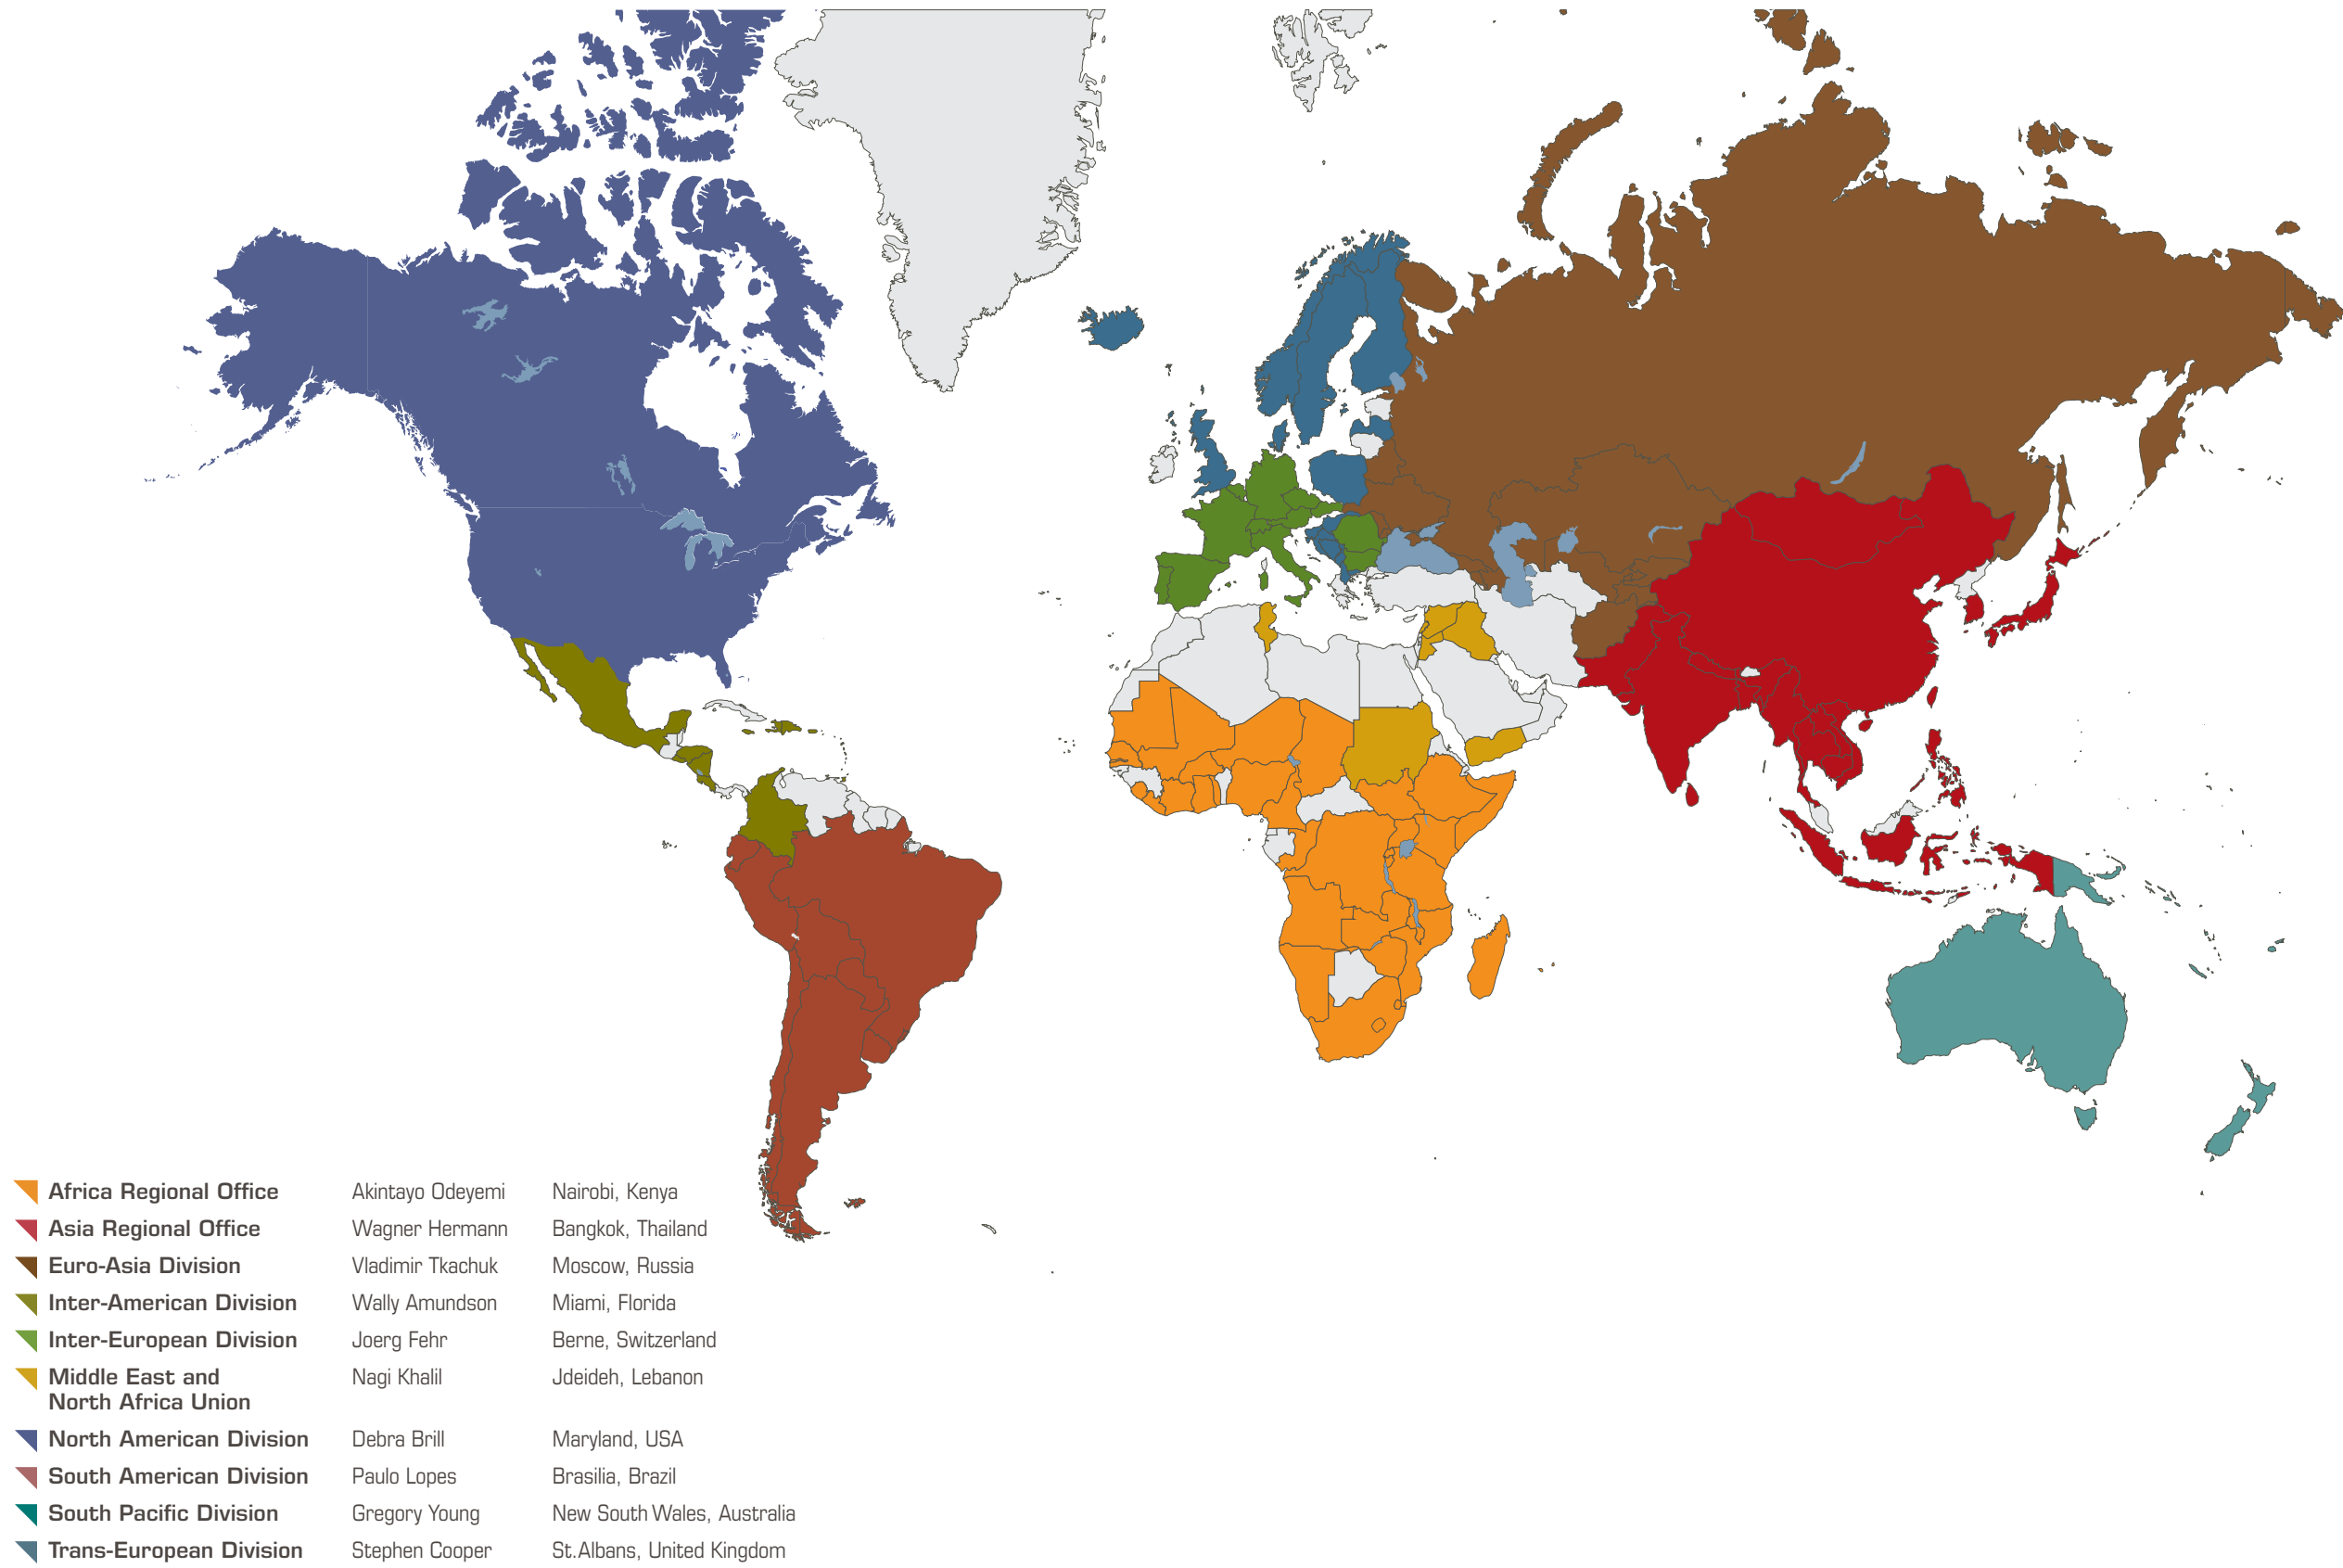 Africa Regional Office Akintayo Odeyemi Nairobi, Kenya
Asia Regional Office Wagner Hermann Bangkok, Thailand
Euro-Asia Division Vladimir Tkachuk Moscow, Russia
Inter-American Division Wally Amundson Miami, Florida
Inter-European Division Joerg Fehr Berne, Switzerland
Middle East and Nagi Khalil Jdeideh, Lebanon
North Africa Union
North American Division Debra Brill Maryland, USA
South American Division Paulo Lopes Brasilia, Brazil
South Pacific Division Gregory Young New South Wales, Australia
Trans-European Division Stephen Cooper St.Albans, United Kingdom